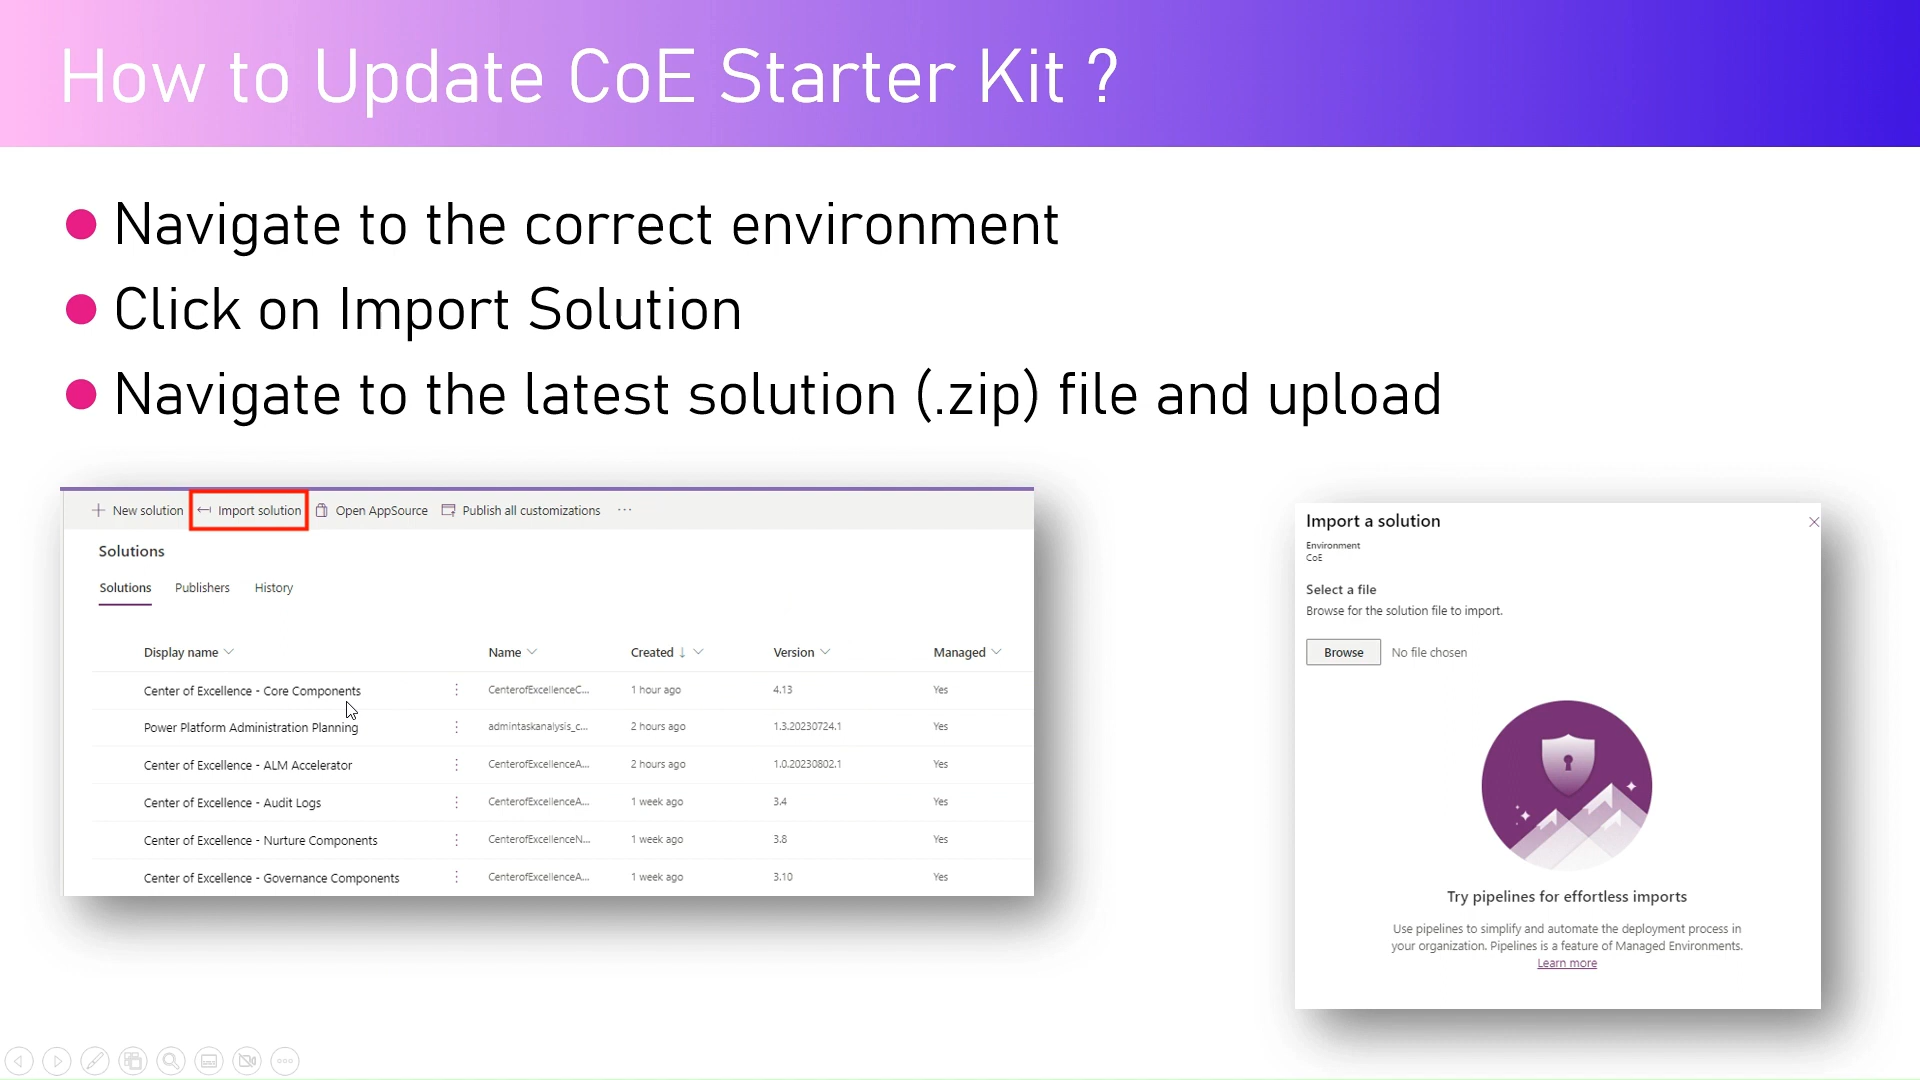 How to Update CoE Starter Kit ?
Navigate to the correct environment
Click on Import Solution
Navigate to the latest solution (.zip) file and upload
New solution Import solution Open AppSource Publish all customizations ···
Solutions
Solutions Publishers History
Display name Name Created ↓ Version Managed
Center of Excellence - Core Components CenterofExcellenceC... 1 hour ago 4.13 Yes
Power Platform Administration Planning admintaskanalysis_c... 2 hours ago 1.3.20230724.1 Yes
Center of Excellence - ALM Accelerator CenterofExcellenceA... 2 hours ago 1.0.20230802.1 Yes
Center of Excellence - Audit Logs CenterofExcellenceA... 1 week ago 3.4 Yes
Center of Excellence - Nurture Components CenterofExcellenceN... 1 week ago 3.8 Yes
Center of Excellence - Governance Components CenterofExcellenceA... 1 week ago 3.10 Yes
Import a solution
Environment
CoE
Select a file
Browse for the solution file to import.
Browse No file chosen
Try pipelines for effortless imports
Use pipelines to simplify and automate the deployment process in
your organization. Pipelines is a feature of Managed Environments.
Learn more